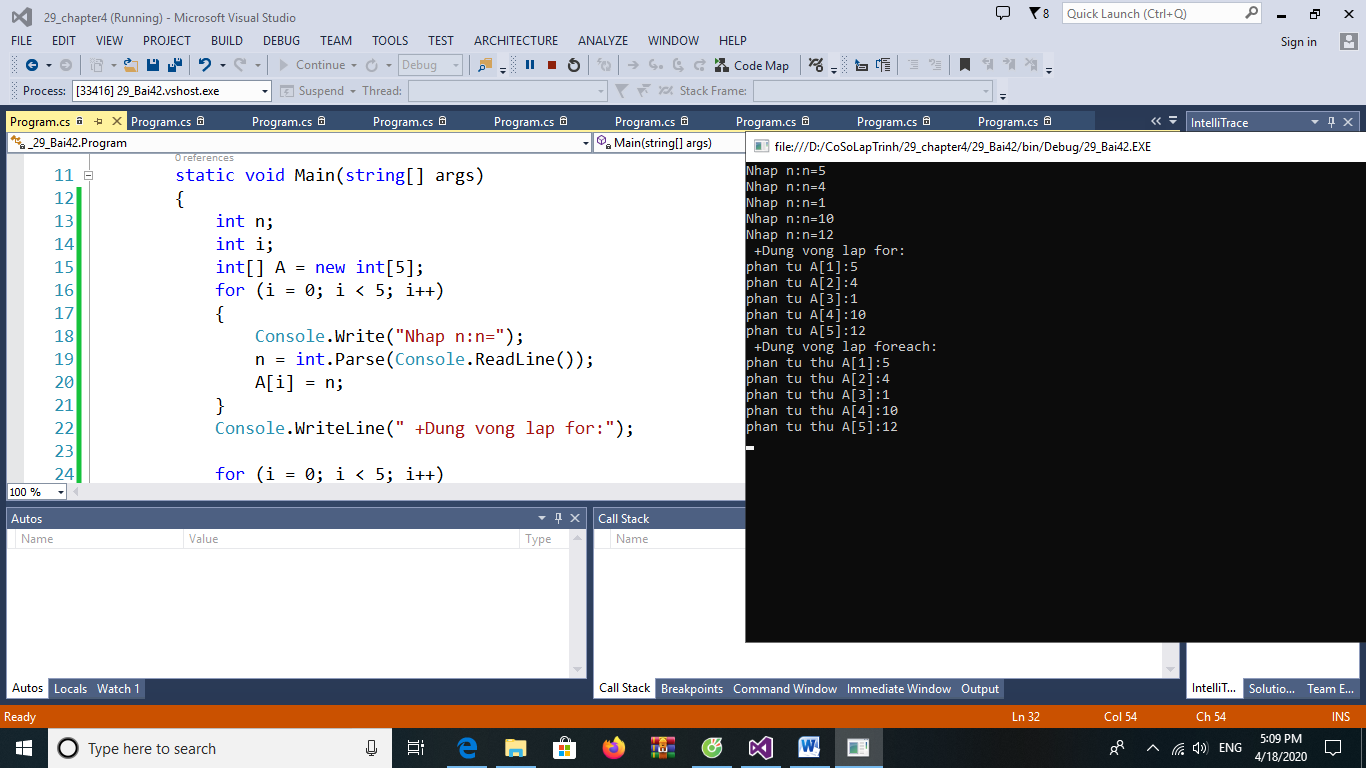 29_chapter4 (Running) - Microsoft Visual Studio
8
Quick Launch (Ctrl+Q)
FILE EDIT VIEW PROJECT BUILD DEBUG TEAM TOOLS TEST ARCHITECTURE ANALYZE WINDOW HELP
Sign in
Continue
Debug
Code Map
Process: [33416] 29_Bai42.vshost.exe
Suspend
Thread:
Stack Frame:
Program.cs
Program.cs
Program.cs
Program.cs
Program.cs
Program.cs
Program.cs
Program.cs
Program.cs
IntelliTrace
_29_Bai42.Program
Main(string[] args)
0 references
11 static void Main(string[] args)
12 {
13 int n;
14 int i;
15 int[] A = new int[5];
16 for (i = 0; i < 5; i++)
17 {
18 Console.Write("Nhap n:n=");
19 n = int.Parse(Console.ReadLine());
20 A[i] = n;
21 }
22 Console.WriteLine(" +Dung vong lap for:");
23
24 for (i = 0; i < 5; i++)
100 %
file:///D:/CoSoLapTrinh/29_chapter4/29_Bai42/bin/Debug/29_Bai42.EXE
Nhap n:n=5
Nhap n:n=4
Nhap n:n=1
Nhap n:n=10
Nhap n:n=12
+Dung vong lap for:
phan tu A[1]:5
phan tu A[2]:4
phan tu A[3]:1
phan tu A[4]:10
phan tu A[5]:12
+Dung vong lap foreach:
phan tu thu A[1]:5
phan tu thu A[2]:4
phan tu thu A[3]:1
phan tu thu A[4]:10
phan tu thu A[5]:12
Autos
Name Value Type
Call Stack
Name
Autos Locals Watch 1
Call Stack Breakpoints Command Window Immediate Window Output
IntelliT... Solutio... Team E...
Ready
Ln 32 Col 54 Ch 54 INS
Type here to search
ENG
5:09 PM
4/18/2020